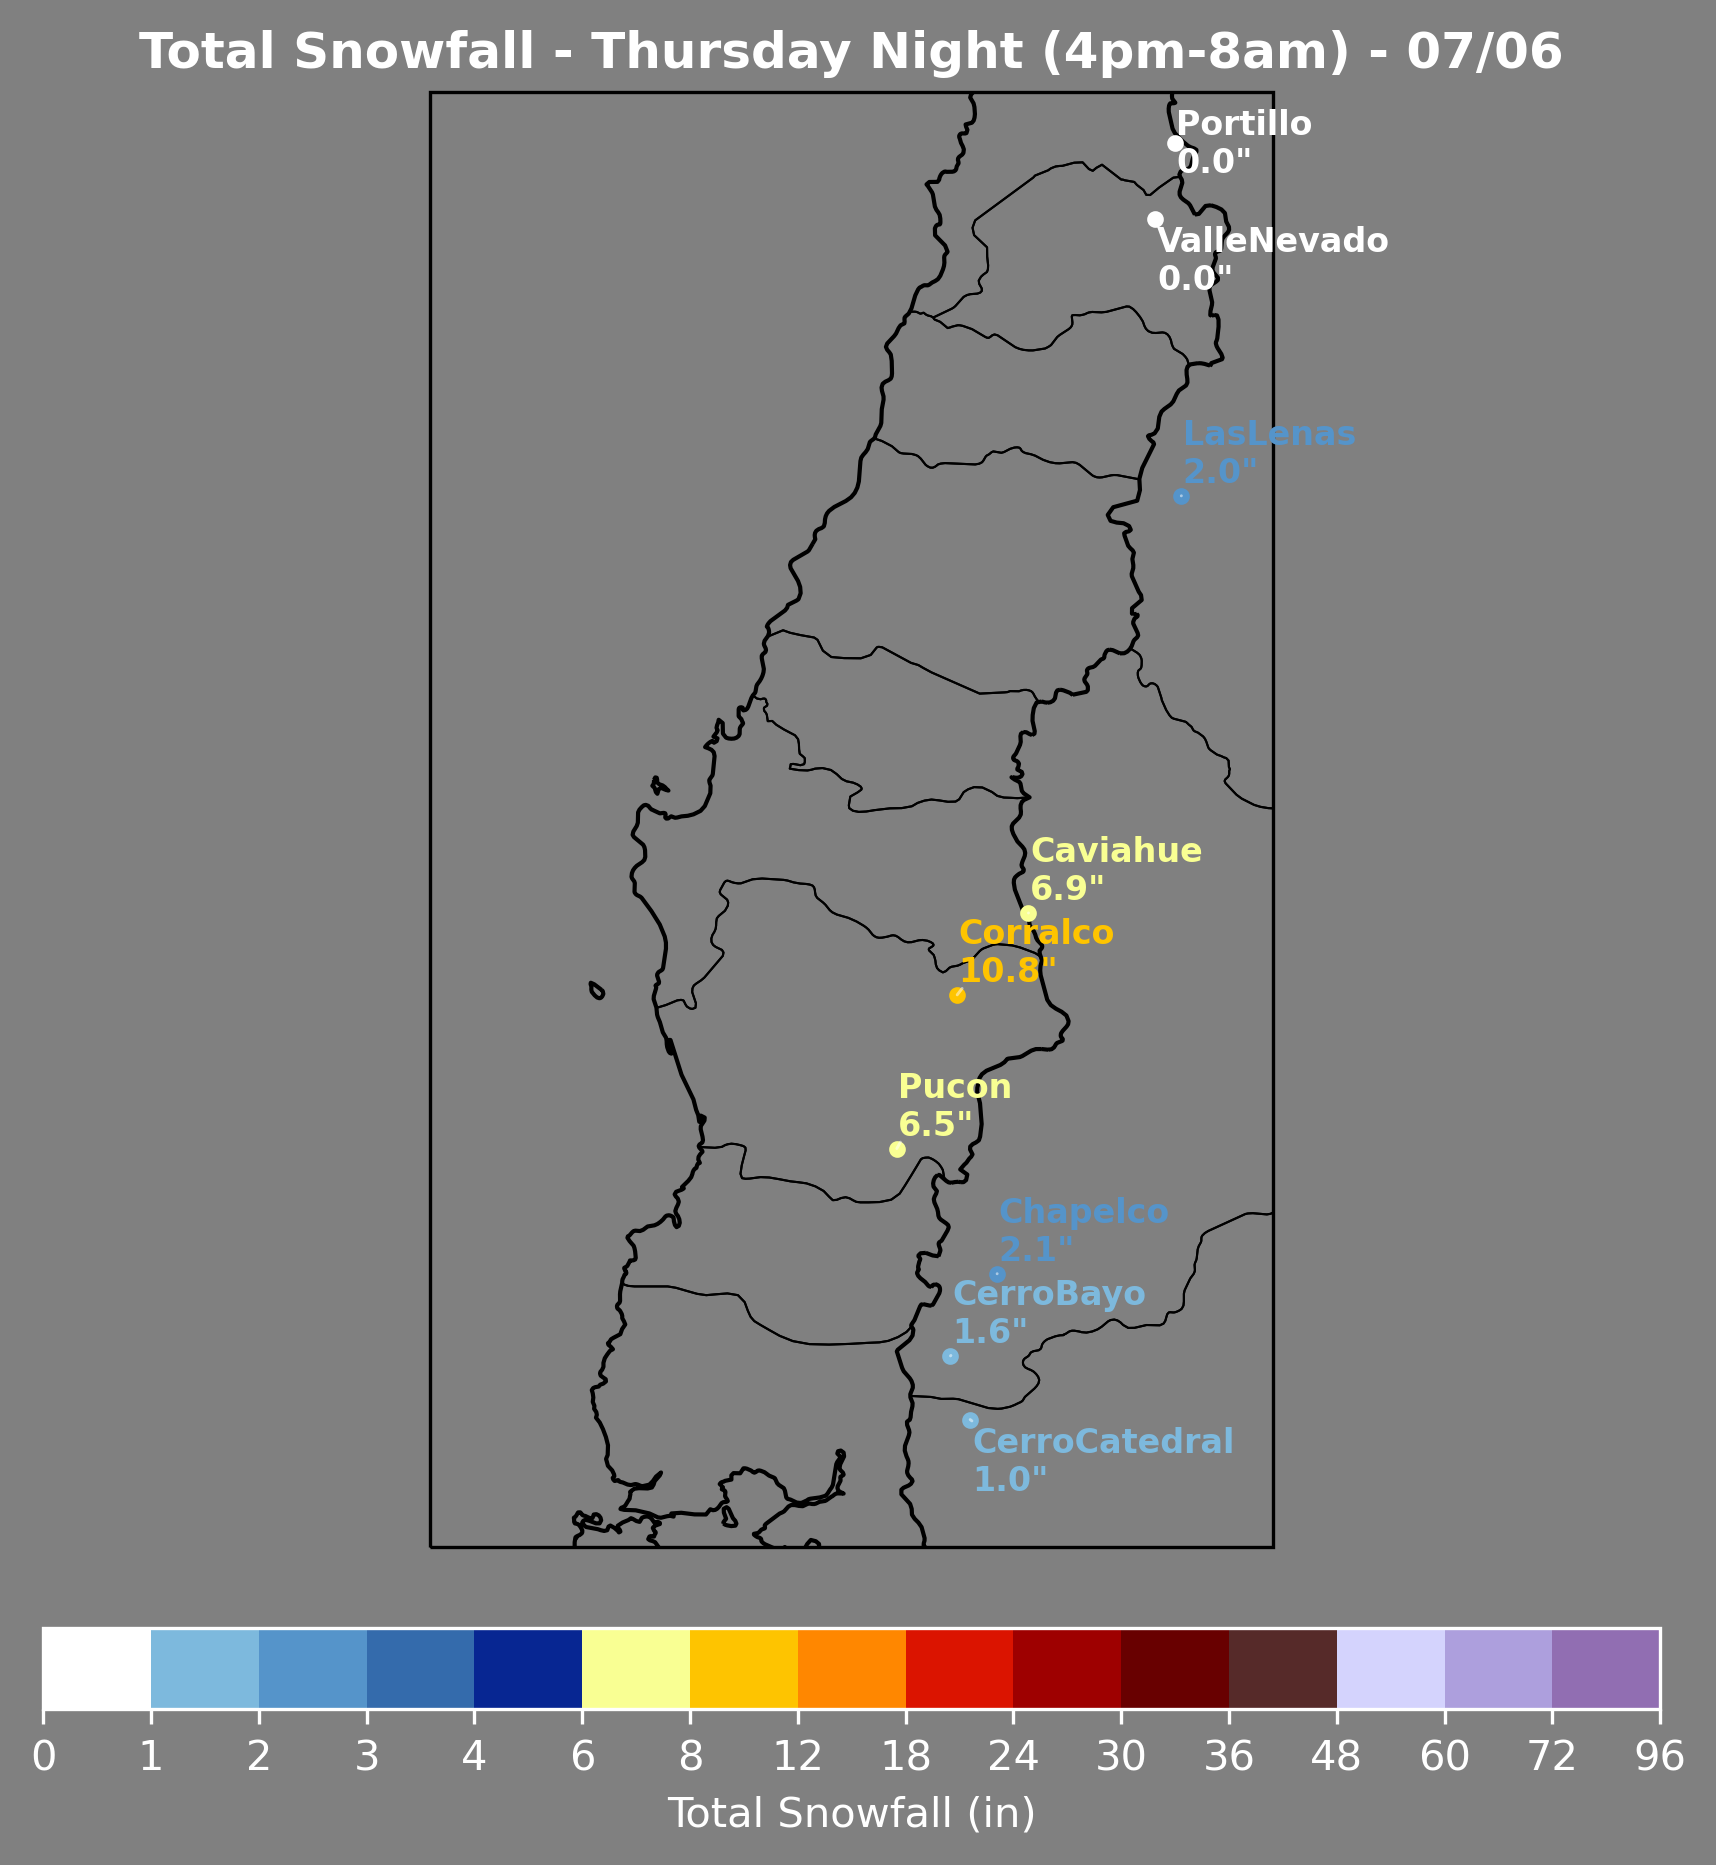 Total Snowfall - Thursday Night (4pm-8am) - 07/06
Portillo
0.0"
ValleNevado
0.0"
LasLenas
2.0"
Caviahue
6.9"
Corralco
10.8"
Pucon
6.5"
Chapelco
2.1"
CerroBayo
1.6"
CerroCatedral
1.0"
0 1 2 3 4 6 8 12 18 24 30 36 48 60 72 96
Total Snowfall (in)